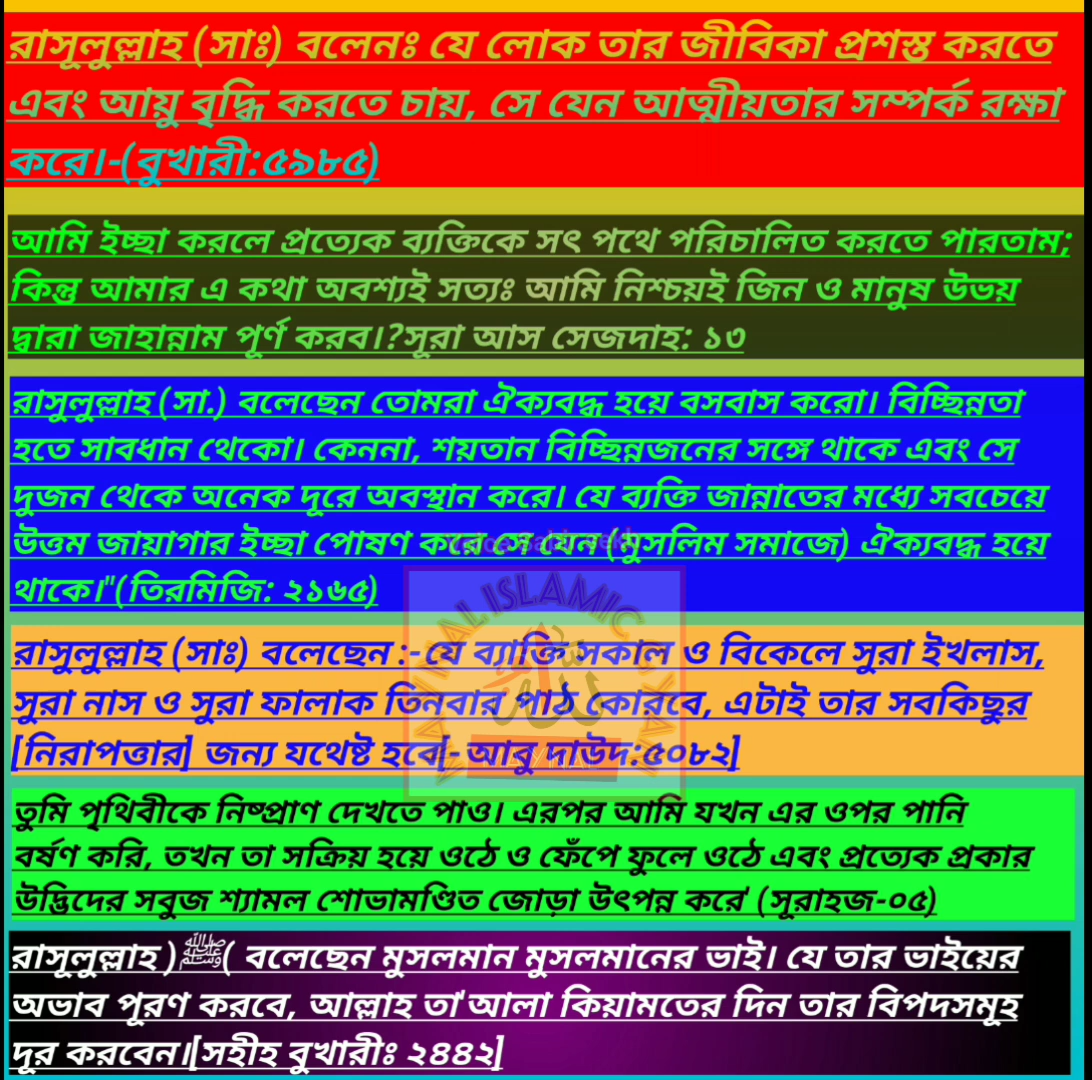 রাসূলুল্লাহ (সাঃ) বলেনঃ যে লোক তার জীবিকা প্রশস্ত করতে
এবং আয়ু বৃদ্ধি করতে চায়, সে যেন আত্মীয়তার সম্পর্ক রক্ষা
করে।-(বুখারী:৫৯৮৫)
আমি ইচ্ছা করলে প্রত্যেক ব্যক্তিকে সৎ পথে পরিচালিত করতে পারতাম;
কিন্তু আমার এ কথা অবশ্যই সত্যঃ আমি নিশ্চয়ই জিন ও মানুষ উভয়
দ্বারা জাহান্নাম পূর্ণ করব।?সূরা আস সেজদাহ: ১৩
রাসুলুল্লাহ (সা.) বলেছেন তোমরা ঐক্যবদ্ধ হয়ে বসবাস করো। বিচ্ছিন্নতা
হতে সাবধান থেকো। কেননা, শয়তান বিচ্ছিন্নজনের সঙ্গে থাকে এবং সে
দুজন থেকে অনেক দূরে অবস্থান করে। যে ব্যক্তি জান্নাতের মধ্যে সবচেয়ে
উত্তম জায়াগার ইচ্ছা পোষণ করে সে যেন (মুসলিম সমাজে) ঐক্যবদ্ধ হয়ে
থাকে।"(তিরমিজি: ২১৬৫)
রাসুলুল্লাহ (সাঃ) বলেছেন :-যে ব্যাক্তি সকাল ও বিকেলে সুরা ইখলাস,
সুরা নাস ও সুরা ফালাক তিনবার পাঠ কোরবে, এটাই তার সবকিছুর
[নিরাপত্তার] জন্য যথেষ্ট হবে[-আবু দাউদ:৫০৮২]
তুমি পৃথিবীকে নিষ্প্রাণ দেখতে পাও। এরপর আমি যখন এর ওপর পানি
বর্ষণ করি, তখন তা সক্রিয় হয়ে ওঠে ও ফেঁপে ফুলে ওঠে এবং প্রত্যেক প্রকার
উদ্ভিদের সবুজ শ্যামল শোভামণ্ডিত জোড়া উৎপন্ন করে' (সূরাহজ-০৫)
রাসূলুল্লাহ )ﷺ( বলেছেন মুসলমান মুসলমানের ভাই। যে তার ভাইয়ের
অভাব পূরণ করবে, আল্লাহ তা'আলা কিয়ামতের দিন তার বিপদসমূহ
দূর করবেন।[সহীহ বুখারীঃ ২৪৪২]